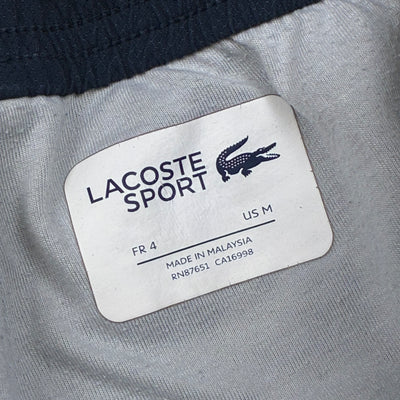 LACOSTE
SPORT
FR 4 US M
MADE IN MALAYSIA
RN87651 CA16998